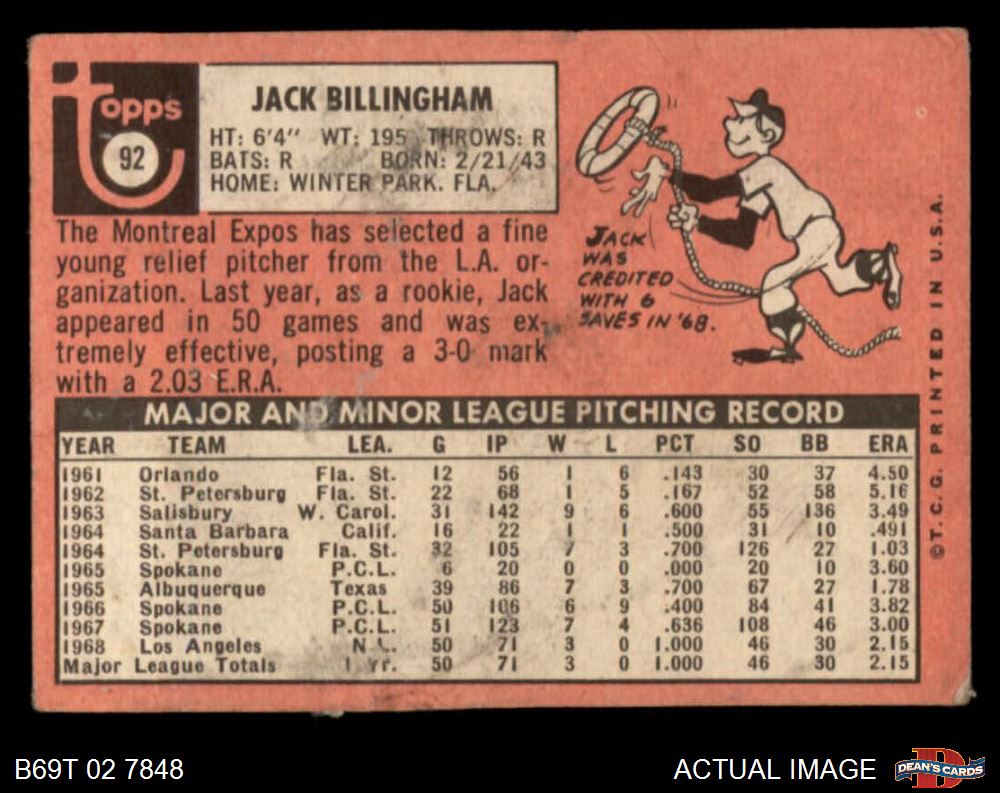 topps
92
JACK BILLINGHAM
HT: 6'4" WT: 195 THROWS: R
BATS: R BORN: 2/21/43
HOME: WINTER PARK. FLA.
The Montreal Expos has selected a fine
young relief pitcher from the L.A. or-
ganization. Last year, as a rookie, Jack
appeared in 50 games and was ex-
tremely effective, posting a 3-0 mark
with a 2.03 E.R.A.
JACK
WAS
CREDITED
WITH 6
SAVES IN '68.
MAJOR AND MINOR LEAGUE PITCHING RECORD
YEAR TEAM LEA. G IP W L PCT SO BB ERA
1961 Orlando Fla. St. 12 56 1 6 .143 30 37 4.50
1962 St. Petersburg Fla. St. 22 68 1 5 .167 52 58 5.16
1963 Salisbury W. Carol. 31 142 9 6 .600 55 136 3.49
1964 Santa Barbara Calif. 16 22 1 1 .500 31 10 .491
1964 St. Petersburg Fla. St. 32 105 7 3 .700 126 27 1.03
1965 Spokane P.C.L. 6 20 0 0 .000 20 10 3.60
1965 Albuquerque Texas 39 86 7 3 .700 67 27 1.78
1966 Spokane P.C.L. 50 106 6 9 .400 84 41 3.82
1967 Spokane P.C.L. 51 123 7 4 .636 108 46 3.00
1968 Los Angeles N.L. 50 71 3 0 1.000 46 30 2.15
Major League Totals 1 Yr. 50 71 3 0 1.000 46 30 2.15
©T.C.G. PRINTED IN U.S.A.
B69T 02 7848
ACTUAL IMAGE
DEAN'S CARDS